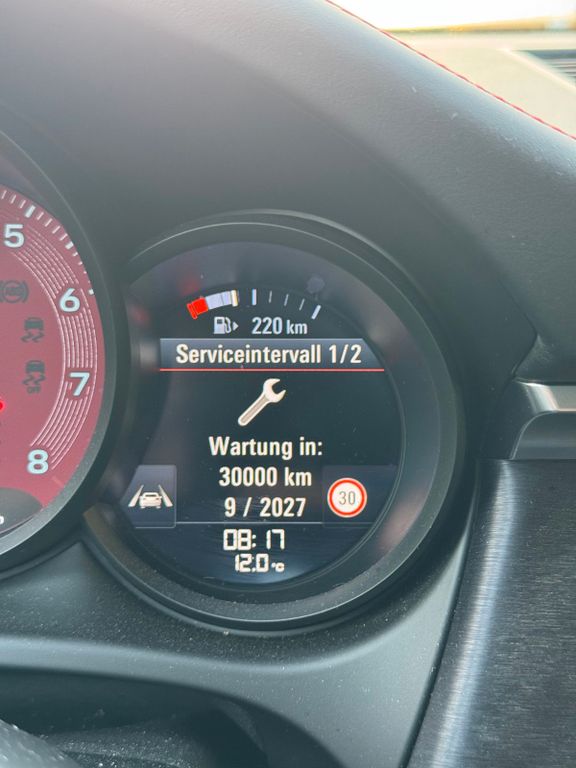 5
6
7
8
ABS
220 km
Serviceintervall 1/2
Wartung in:
30000 km
9 / 2027
30
08:17
12.0 °C